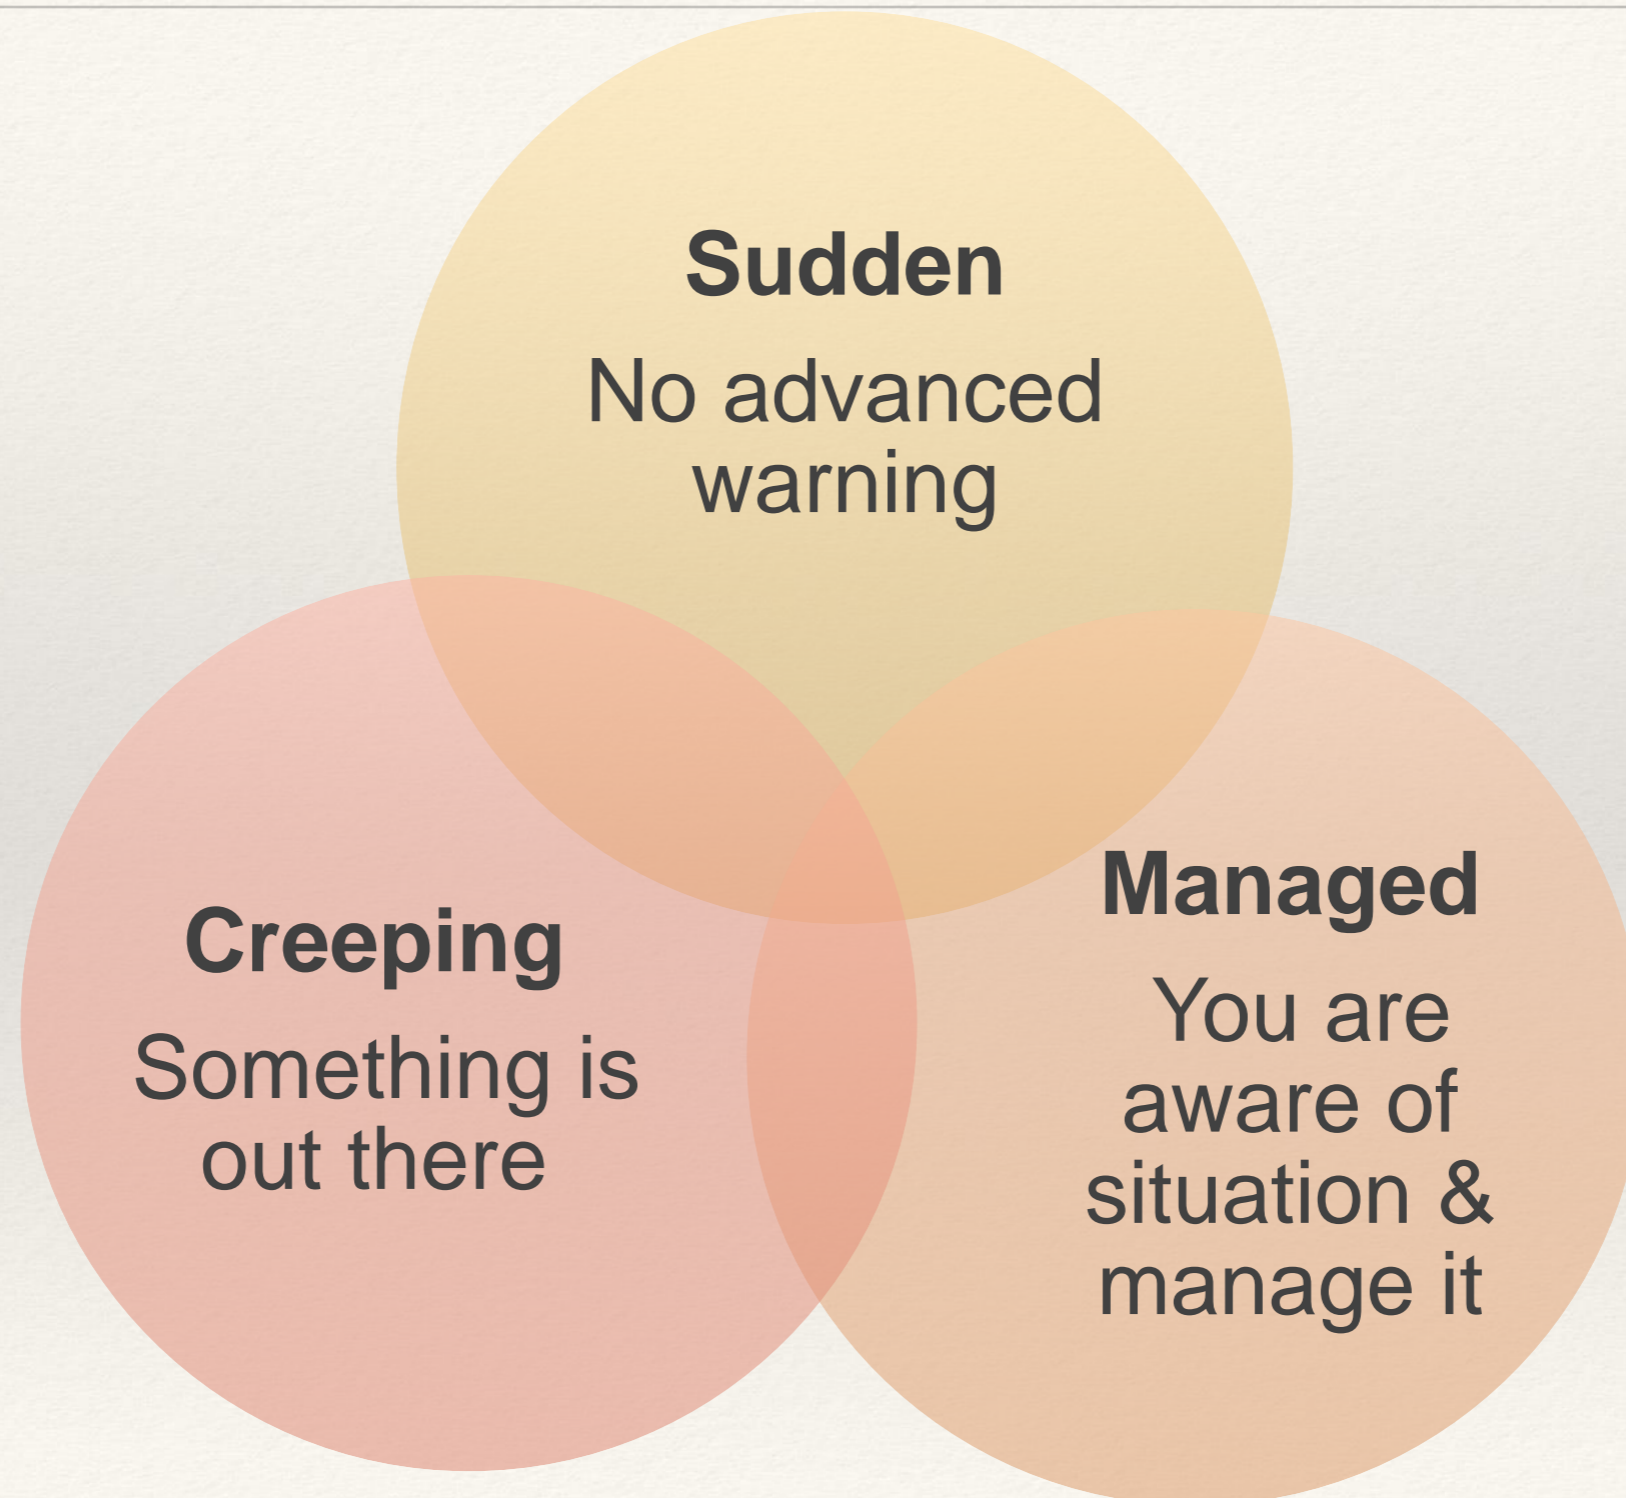 Sudden
No advanced
warning
Creeping
Something is
out there
Managed
You are
aware of
situation &
manage it